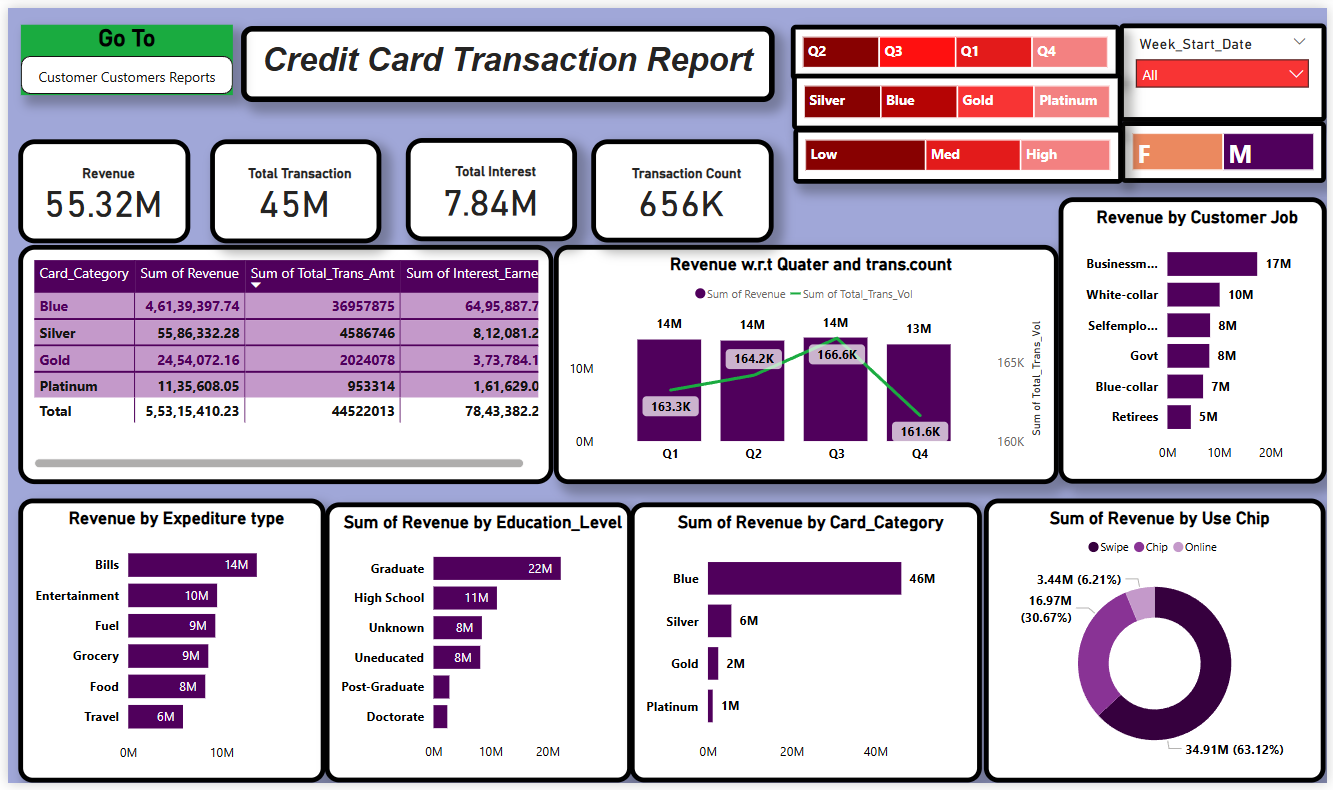 Go To
Customer Customers Reports
Credit Card Transaction Report
Q2 Q3 Q1 Q4
Silver Blue Gold Platinum
Low Med High
Week_Start_Date
All
F M
Revenue
55.32M
Total Transaction
45M
Total Interest
7.84M
Transaction Count
656K
Card_Category Sum of Revenue Sum of Total_Trans_Amt Sum of Interest_Earne
Blue 4,61,39,397.74 36957875 64,95,887.7
Silver 55,86,332.28 4586746 8,12,081.2
Gold 24,54,072.16 2024078 3,73,784.1
Platinum 11,35,608.05 953314 1,61,629.0
Total 5,53,15,410.23 44522013 78,43,382.2
Revenue w.r.t Quater and trans.count
Sum of Revenue Sum of Total_Trans_Vol
14M 14M 14M 13M
10M
0M
163.3K 164.2K 166.6K 161.6K
165K
160K
Sum of Total_Trans_Vol
Q1 Q2 Q3 Q4
Revenue by Customer Job
Businessm... 17M
White-collar 10M
Selfemplo... 8M
Govt 8M
Blue-collar 7M
Retirees 5M
0M 10M 20M
Revenue by Expediture type
Bills 14M
Entertainment 10M
Fuel 9M
Grocery 9M
Food 8M
Travel 6M
0M 10M
Sum of Revenue by Education_Level
Graduate 22M
High School 11M
Unknown 8M
Uneducated 8M
Post-Graduate
Doctorate
0M 10M 20M
Sum of Revenue by Card_Category
Blue 46M
Silver 6M
Gold 2M
Platinum 1M
0M 20M 40M
Sum of Revenue by Use Chip
Swipe Chip Online
3.44M (6.21%)
16.97M
(30.67%)
34.91M (63.12%)